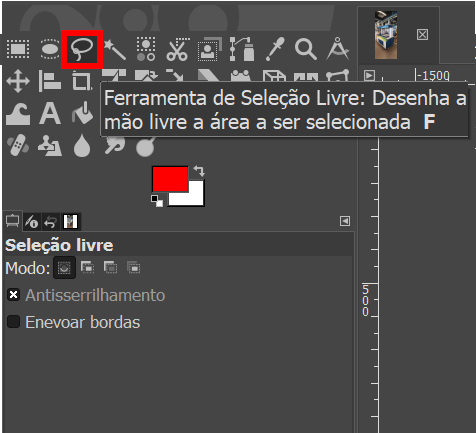 -1500
Ferramenta de Seleção Livre: Desenha a
mão livre a área a ser selecionada F
Seleção livre
Modo:
Antisserrilhamento
Enevoar bordas
500